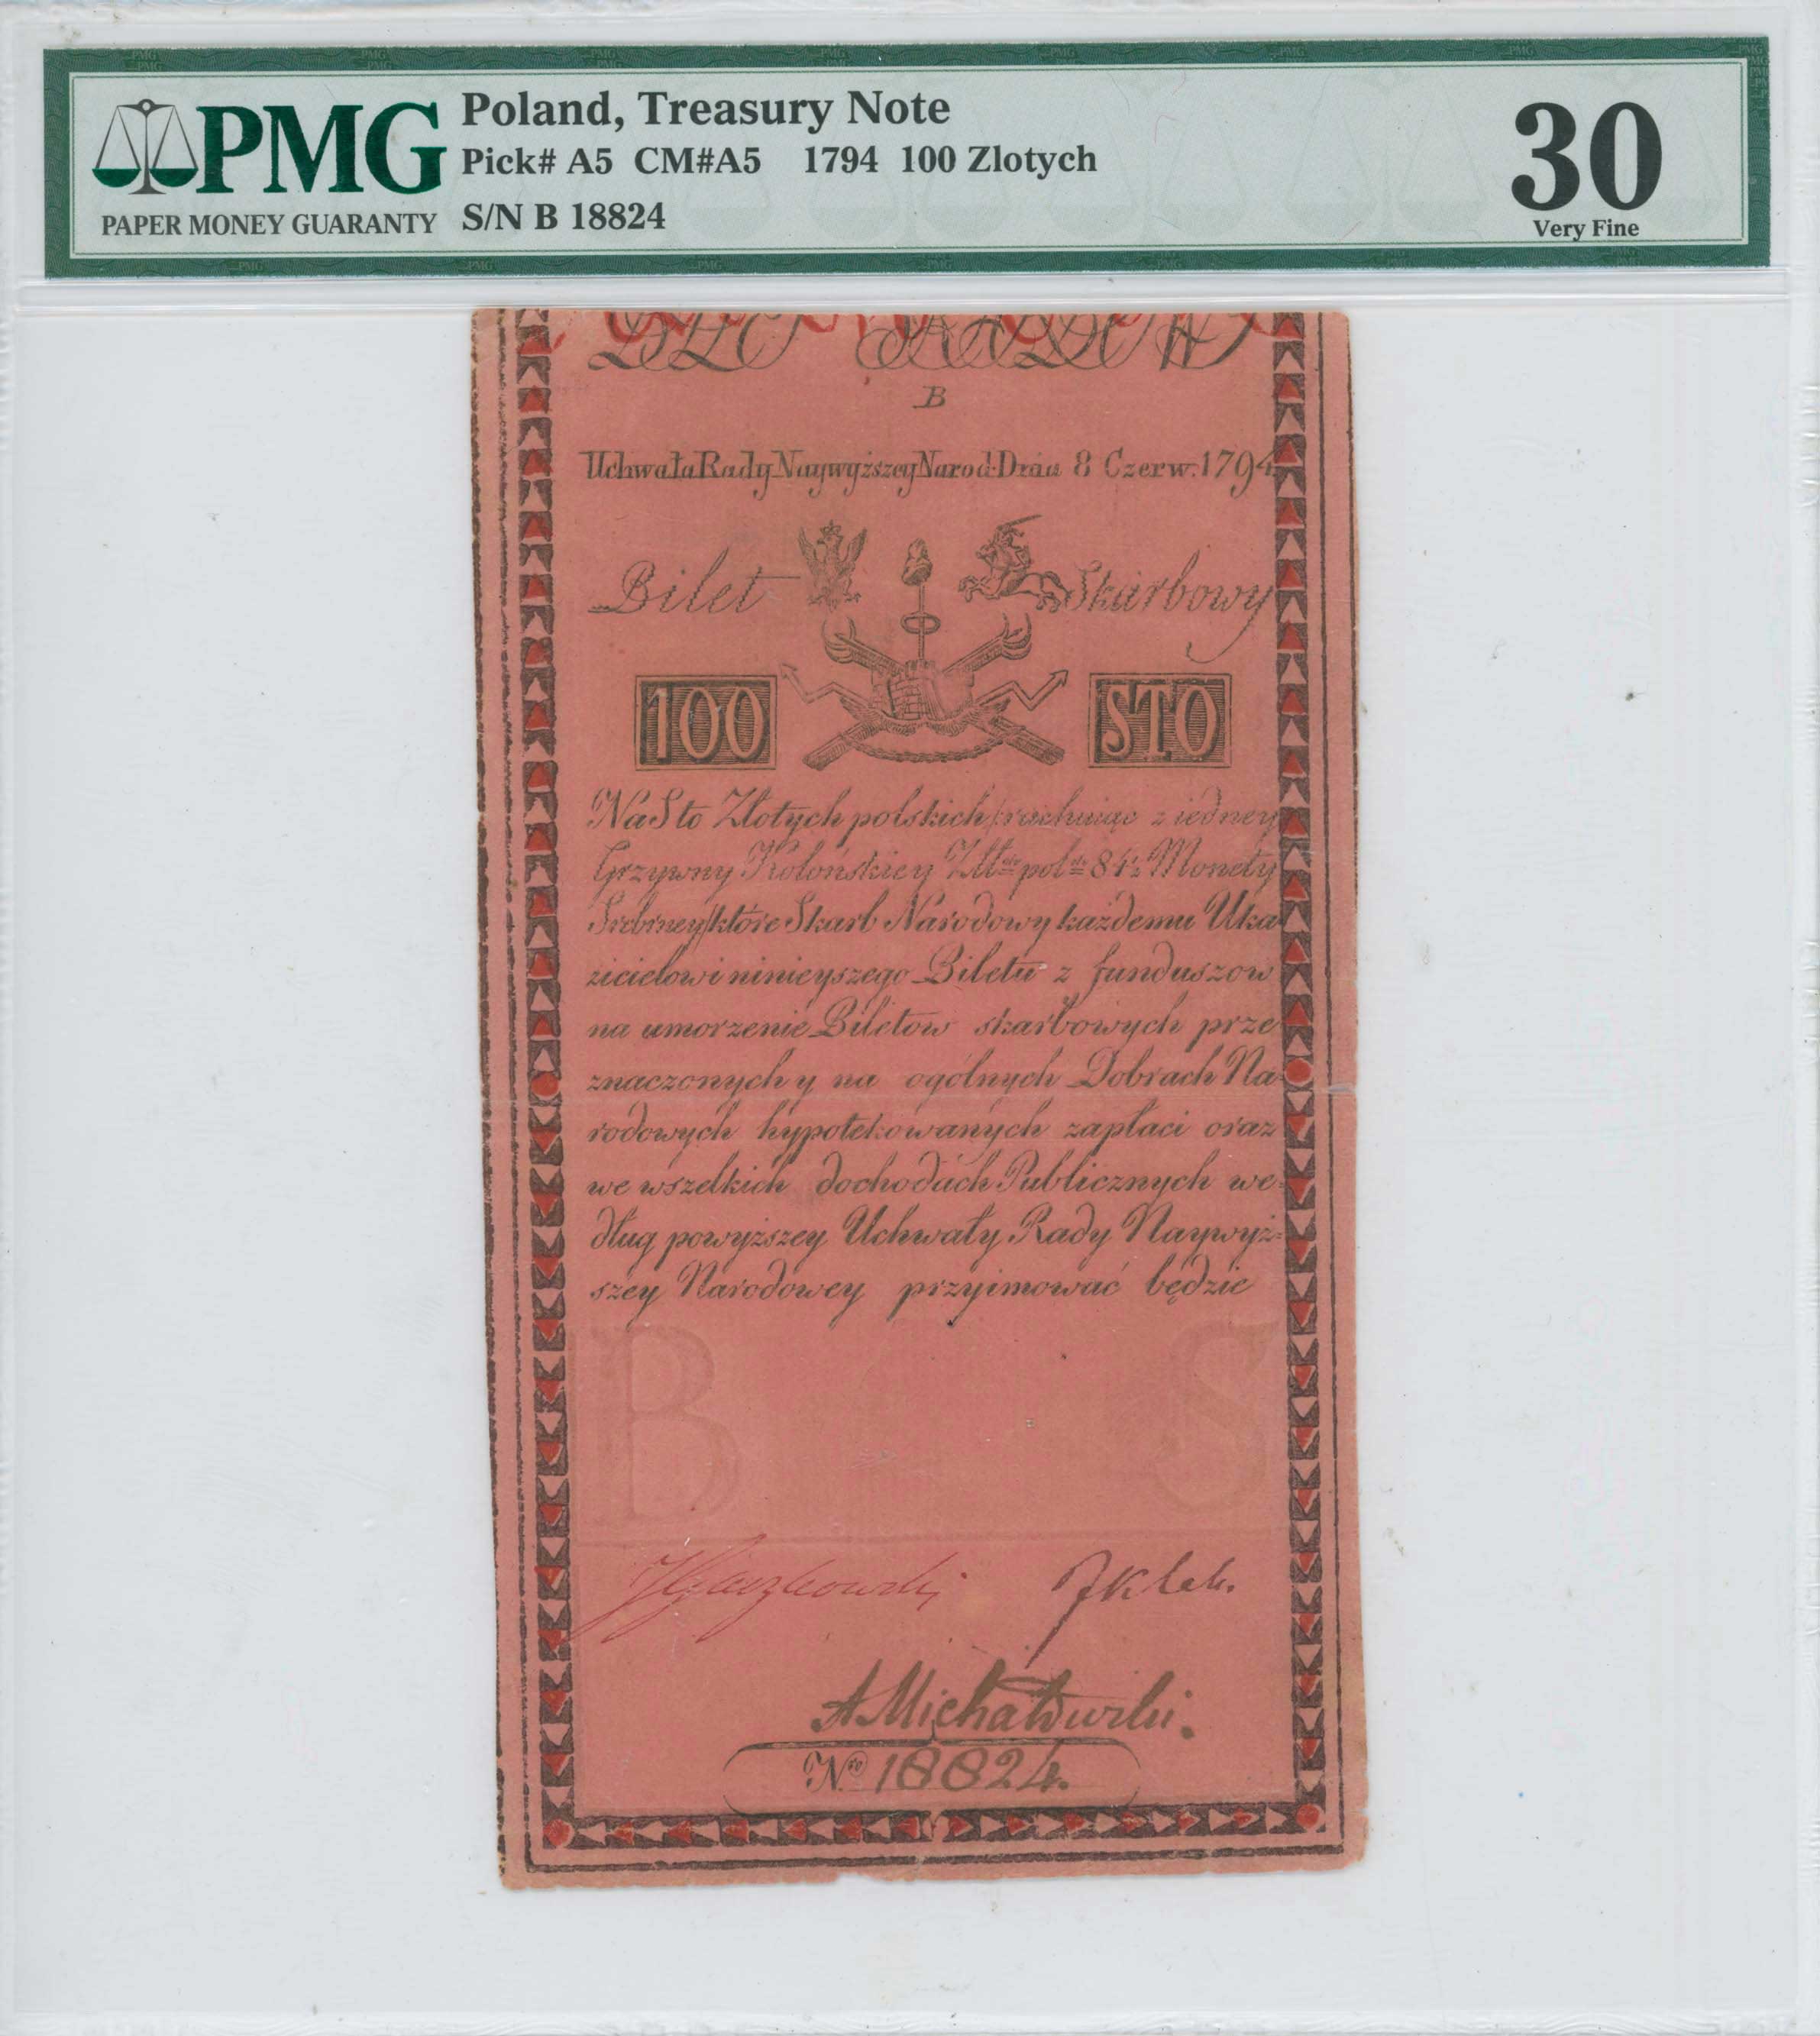 PMG
PAPER MONEY GUARANTY
Poland, Treasury Note
Pick# A5 CM#A5 1794 100 Zlotych
S/N B 18824
30
Very Fine
B
Uchwała Rady Naywyższey Narod: Dnia 8 Czerw: 1794
Bilet Skarbowy
100 STO
Na Sto Złotych polskich /rachuiąc z iedney
Grzywny Kolońskiey Złł pol 84½ Monety
Srebrney/ które Skarb Narodowy każdemu Uka
zicielowi ninieyszego Biletu z funduszow
na umorzenie Biletow skarbowych prze
znaczonych y na ogólnych Dobrach Na=
rodowych hypotekowanych zapłaci oraz
we wszelkich dochodach Publicznych we=
dług powyższey Uchwały Rady Naywyż=
szey Narodowey przyimować będzie
B S
A Michałowski.
No 18824.